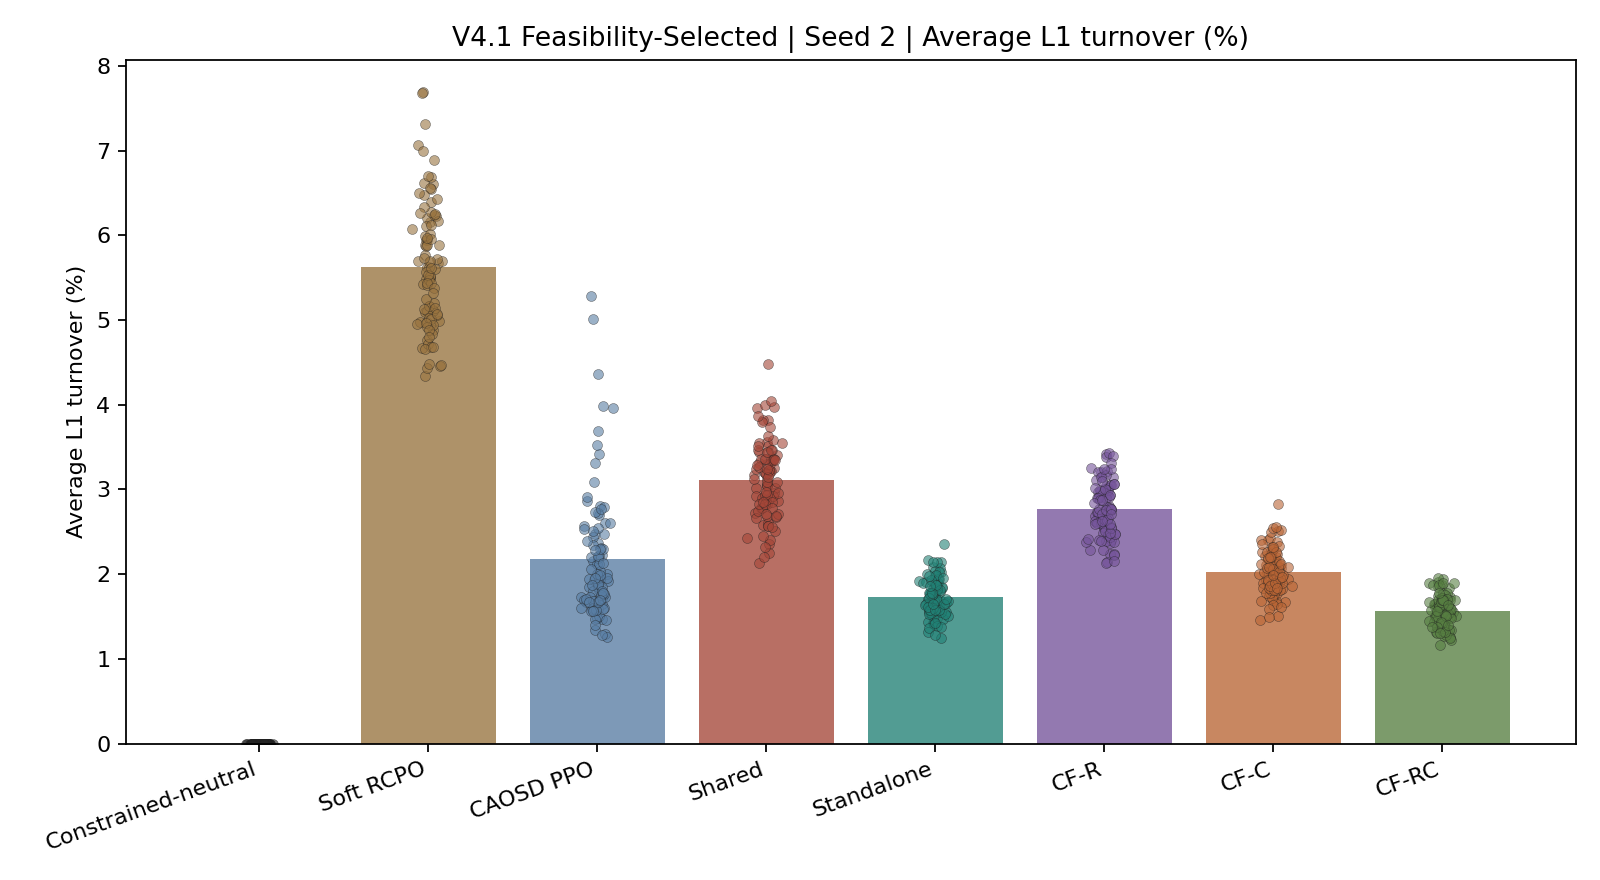 V4.1 Feasibility-Selected | Seed 2 | Average L1 turnover (%)
Average L1 turnover (%)
8
7
6
5
4
3
2
1
0
Constrained-neutral
Soft RCPO
CAOSD PPO
Shared
Standalone
CF-R
CF-C
CF-RC